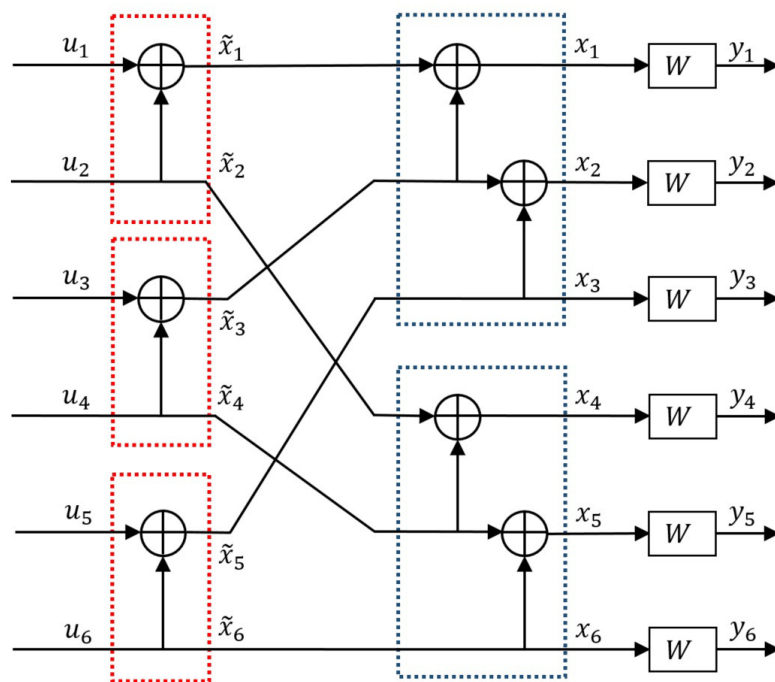 u₁ x̃₁ x₁ W y₁
u₂ x̃₂ x₂ W y₂
u₃ x̃₃ x₃ W y₃
u₄ x̃₄ x₄ W y₄
u₅ x̃₅ x₅ W y₅
u₆ x̃₆ x₆ W y₆